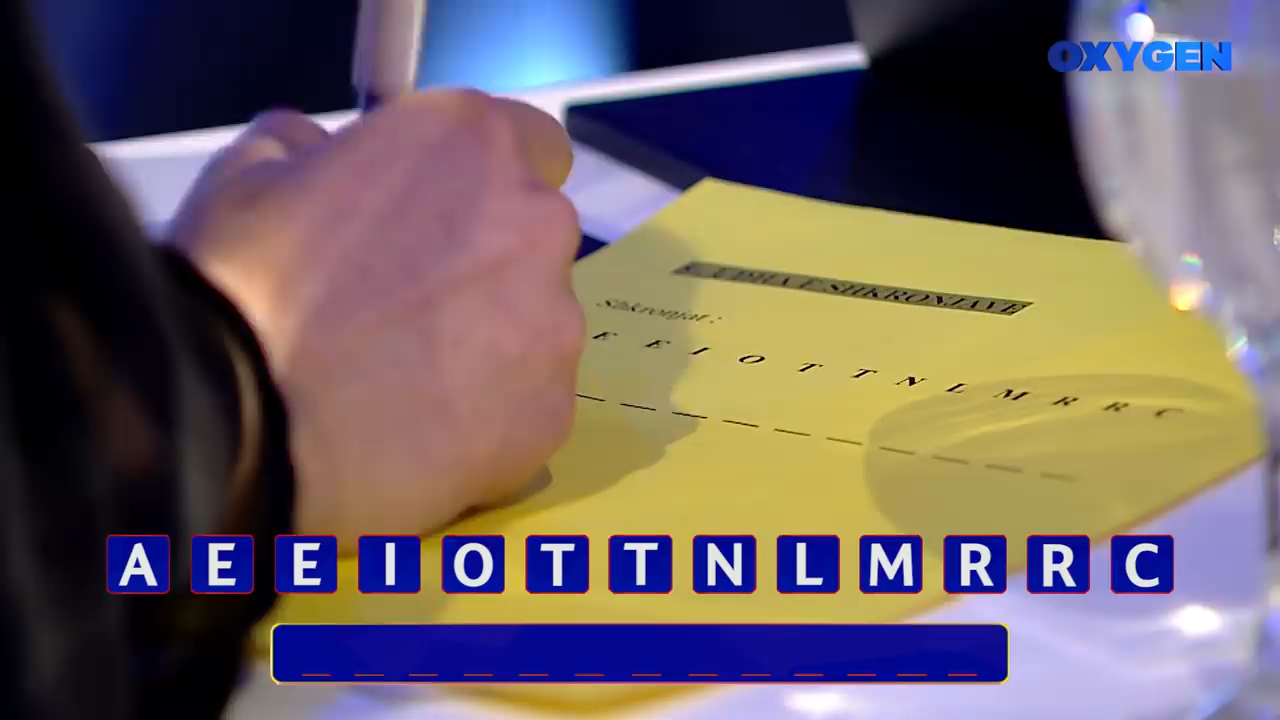 OXYGEN
E SHKRONJAVE
Shkronjat :
E E I O T T N L M R R C
A E E I O T T N L M R R C